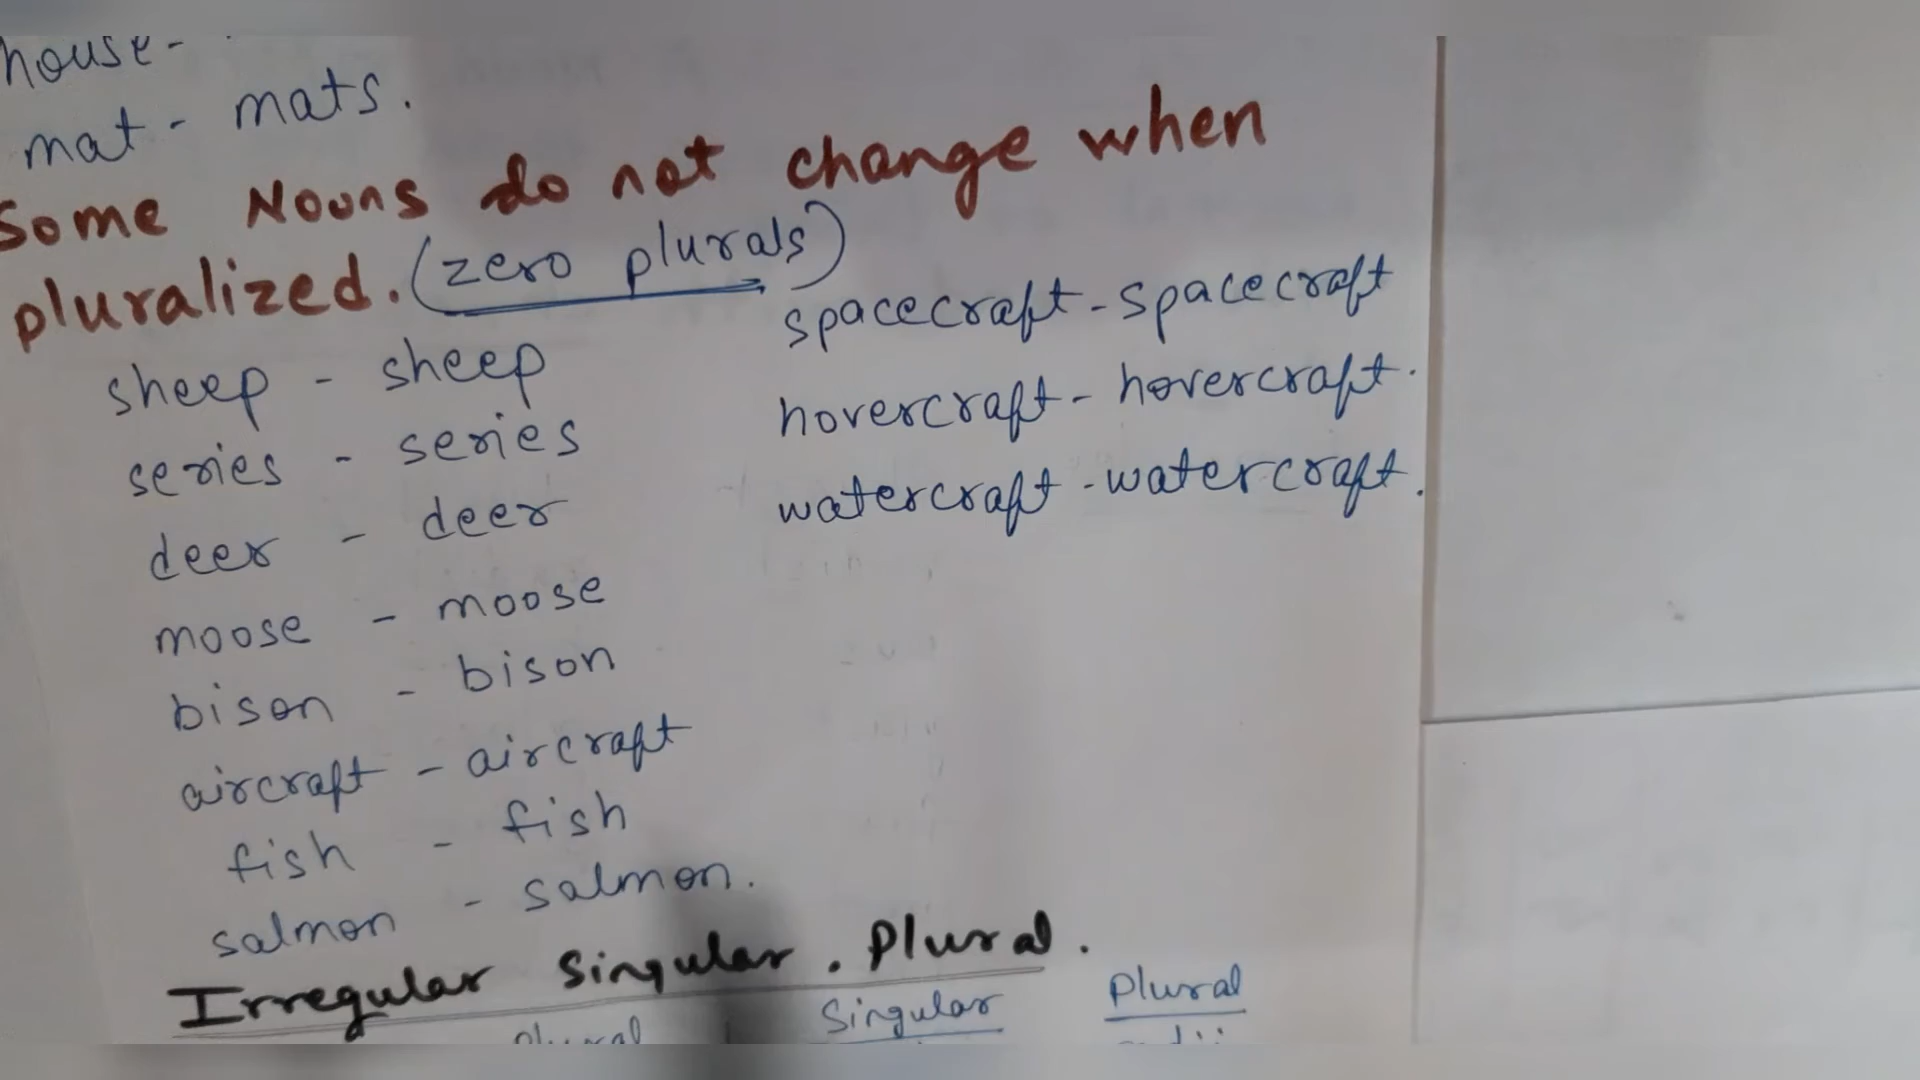 house-
mat - mats.
Some Nouns do not change when
pluralized. (zero plurals)
sheep - sheep
series - series
deer - deer
moose - moose
bison - bison
aircraft - aircraft
fish - fish
salmon - salmon.
spacecraft - spacecraft
hovercraft - hovercraft.
watercraft - watercraft.
Irregular Singular. Plural.
Plural
Singular
Plural